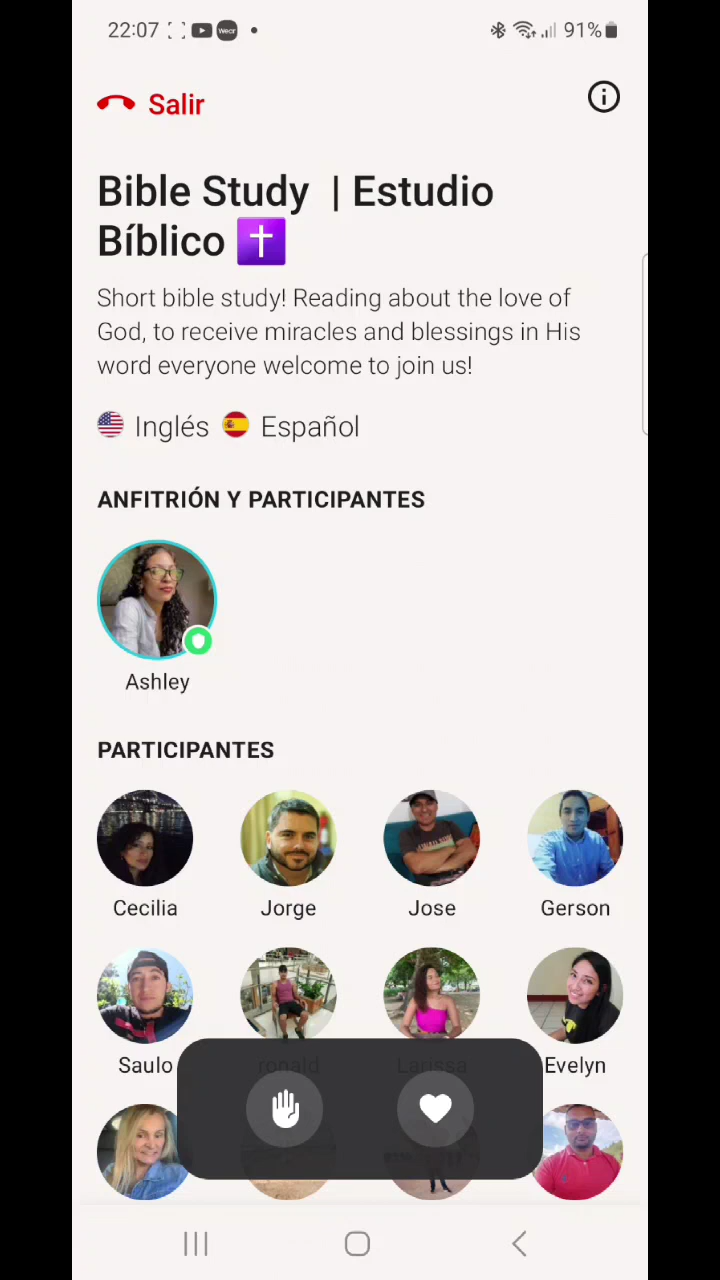 22:07
91%
Salir
Bible Study | Estudio
Bíblico
Short bible study! Reading about the love of
God, to receive miracles and blessings in His
word everyone welcome to join us!
Inglés Español
ANFITRIÓN Y PARTICIPANTES
Ashley
PARTICIPANTES
Cecilia Jorge Jose Gerson
Saulo ronald Larissa Evelyn